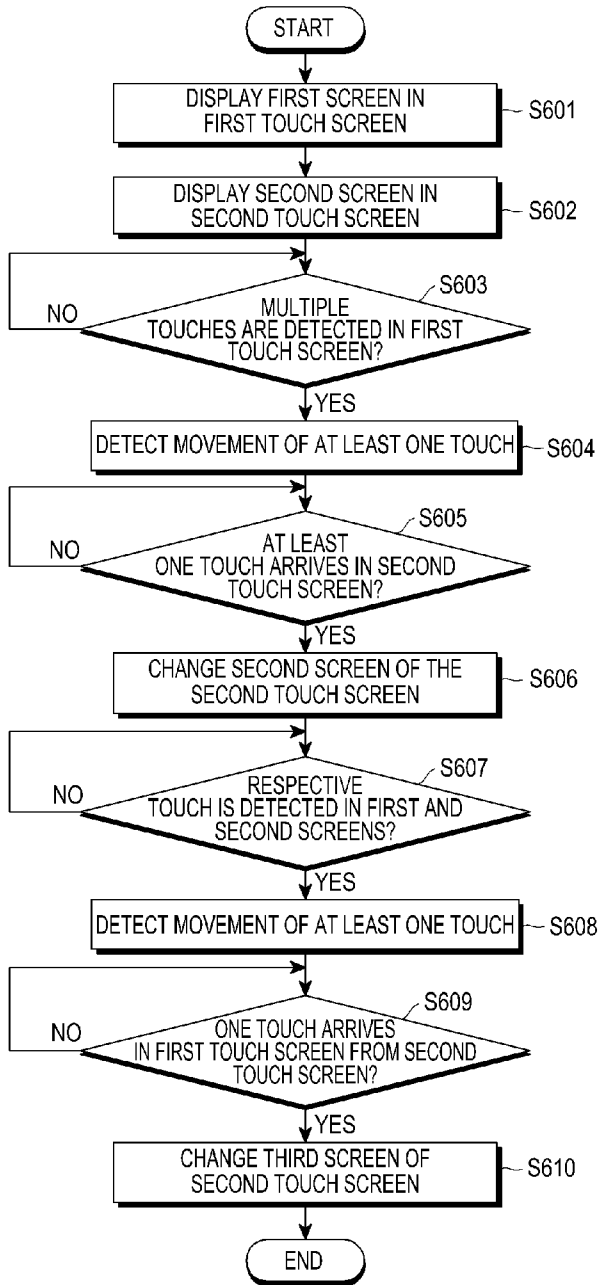 START
DISPLAY FIRST SCREEN IN
FIRST TOUCH SCREEN
S601
DISPLAY SECOND SCREEN IN
SECOND TOUCH SCREEN
S602
S603
MULTIPLE
TOUCHES ARE DETECTED IN FIRST
TOUCH SCREEN?
NO
YES
DETECT MOVEMENT OF AT LEAST ONE TOUCH
S604
S605
AT LEAST
ONE TOUCH ARRIVES IN SECOND
TOUCH SCREEN?
NO
YES
CHANGE SECOND SCREEN OF THE
SECOND TOUCH SCREEN
S606
S607
RESPECTIVE
TOUCH IS DETECTED IN FIRST AND
SECOND SCREENS?
NO
YES
DETECT MOVEMENT OF AT LEAST ONE TOUCH
S608
S609
ONE TOUCH ARRIVES
IN FIRST TOUCH SCREEN FROM SECOND
TOUCH SCREEN?
NO
YES
CHANGE THIRD SCREEN OF
SECOND TOUCH SCREEN
S610
END